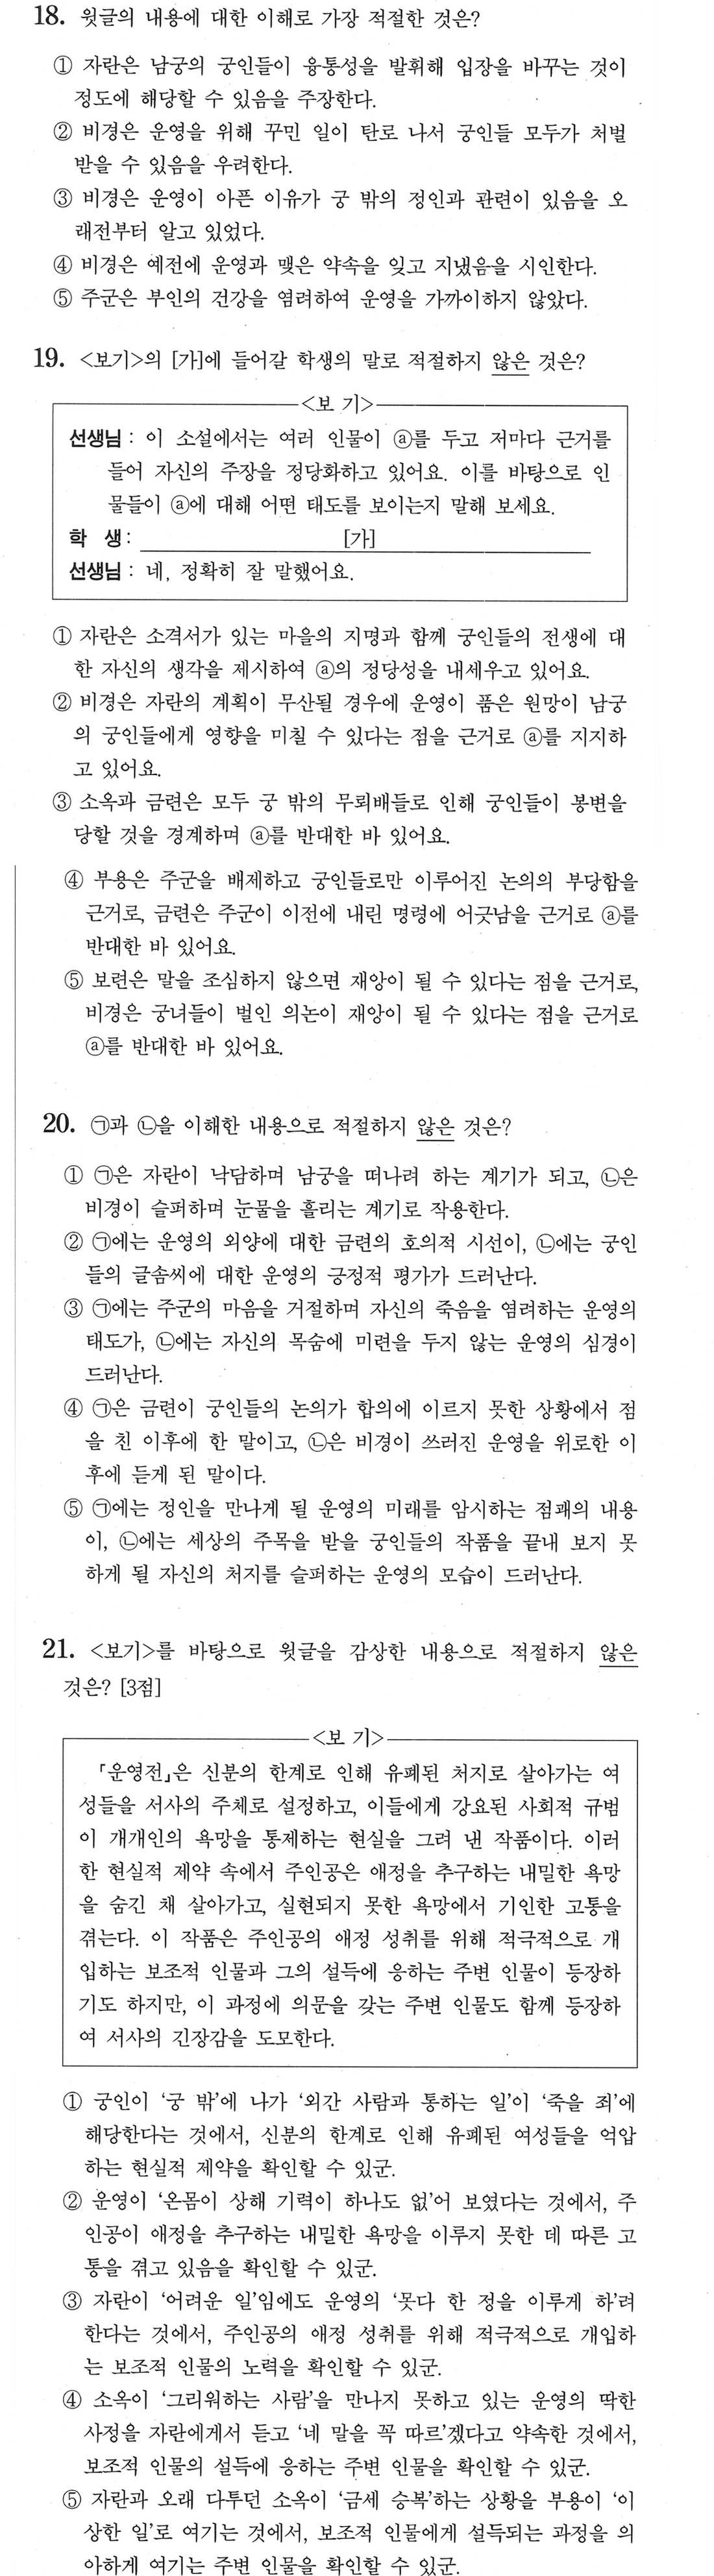 18. 윗글의 내용에 대한 이해로 가장 적절한 것은?
① 자란은 남궁의 궁인들이 융통성을 발휘해 입장을 바꾸는 것이
정도에 해당할 수 있음을 주장한다.
② 비경은 운영을 위해 꾸민 일이 탄로 나서 궁인들 모두가 처벌
받을 수 있음을 우려한다.
③ 비경은 운영이 아픈 이유가 궁 밖의 정인과 관련이 있음을 오
래전부터 알고 있었다.
④ 비경은 예전에 운영과 맺은 약속을 잊고 지냈음을 시인한다.
⑤ 주군은 부인의 건강을 염려하여 운영을 가까이하지 않았다.
19. <보기>의 [가]에 들어갈 학생의 말로 적절하지 않은 것은?
<보 기>
선생님 : 이 소설에서는 여러 인물이 ⓐ를 두고 저마다 근거를
들어 자신의 주장을 정당화하고 있어요. 이를 바탕으로 인
물들이 ⓐ에 대해 어떤 태도를 보이는지 말해 보세요.
학 생 : [가]
선생님 : 네, 정확히 잘 말했어요.
① 자란은 소격서가 있는 마을의 지명과 함께 궁인들의 전생에 대
한 자신의 생각을 제시하여 ⓐ의 정당성을 내세우고 있어요.
② 비경은 자란의 계획이 무산될 경우에 운영이 품은 원망이 남궁
의 궁인들에게 영향을 미칠 수 있다는 점을 근거로 ⓐ를 지지하
고 있어요.
③ 소옥과 금련은 모두 궁 밖의 무뢰배들로 인해 궁인들이 봉변을
당할 것을 경계하며 ⓐ를 반대한 바 있어요.
④ 부용은 주군을 배제하고 궁인들로만 이루어진 논의의 부당함을
근거로, 금련은 주군이 이전에 내린 명령에 어긋남을 근거로 ⓐ를
반대한 바 있어요.
⑤ 보련은 말을 조심하지 않으면 재앙이 될 수 있다는 점을 근거로,
비경은 궁녀들이 벌인 의논이 재앙이 될 수 있다는 점을 근거로
ⓐ를 반대한 바 있어요.
20. ㉠과 ㉡을 이해한 내용으로 적절하지 않은 것은?
① ㉠은 자란이 낙담하며 남궁을 떠나려 하는 계기가 되고, ㉡은
비경이 슬퍼하며 눈물을 흘리는 계기로 작용한다.
② ㉠에는 운영의 외양에 대한 금련의 호의적 시선이, ㉡에는 궁인
들의 글솜씨에 대한 운영의 긍정적 평가가 드러난다.
③ ㉠에는 주군의 마음을 거절하며 자신의 죽음을 염려하는 운영의
태도가, ㉡에는 자신의 목숨에 미련을 두지 않는 운영의 심경이
드러난다.
④ ㉠은 금련이 궁인들의 논의가 합의에 이르지 못한 상황에서 점
을 친 이후에 한 말이고, ㉡은 비경이 쓰러진 운영을 위로한 이
후에 듣게 된 말이다.
⑤ ㉠에는 정인을 만나게 될 운영의 미래를 암시하는 점괘의 내용
이, ㉡에는 세상의 주목을 받을 궁인들의 작품을 끝내 보지 못
하게 될 자신의 처지를 슬퍼하는 운영의 모습이 드러난다.
21. <보기>를 바탕으로 윗글을 감상한 내용으로 적절하지 않은
것은? [3점]
<보 기>
「운영전」은 신분의 한계로 인해 유폐된 처지로 살아가는 여
성들을 서사의 주체로 설정하고, 이들에게 강요된 사회적 규범
이 개개인의 욕망을 통제하는 현실을 그려 낸 작품이다. 이러
한 현실적 제약 속에서 주인공은 애정을 추구하는 내밀한 욕망
을 숨긴 채 살아가고, 실현되지 못한 욕망에서 기인한 고통을
겪는다. 이 작품은 주인공의 애정 성취를 위해 적극적으로 개
입하는 보조적 인물과 그의 설득에 응하는 주변 인물이 등장하
기도 하지만, 이 과정에 의문을 갖는 주변 인물도 함께 등장하
여 서사의 긴장감을 도모한다.
① 궁인이 ‘궁 밖’에 나가 ‘외간 사람과 통하는 일’이 ‘죽을 죄’에
해당한다는 것에서, 신분의 한계로 인해 유폐된 여성들을 억압
하는 현실적 제약을 확인할 수 있군.
② 운영이 ‘온몸이 상해 기력이 하나도 없’어 보였다는 것에서, 주
인공이 애정을 추구하는 내밀한 욕망을 이루지 못한 데 따른 고
통을 겪고 있음을 확인할 수 있군.
③ 자란이 ‘어려운 일’임에도 운영의 ‘못다 한 정을 이루게 하’려
한다는 것에서, 주인공의 애정 성취를 위해 적극적으로 개입하
는 보조적 인물의 노력을 확인할 수 있군.
④ 소옥이 ‘그리워하는 사람’을 만나지 못하고 있는 운영의 딱한
사정을 자란에게서 듣고 ‘네 말을 꼭 따르’겠다고 약속한 것에서,
보조적 인물의 설득에 응하는 주변 인물을 확인할 수 있군.
⑤ 자란과 오래 다투던 소옥이 ‘금세 승복’하는 상황을 부용이 ‘이
상한 일’로 여기는 것에서, 보조적 인물에게 설득되는 과정을 의
아하게 여기는 주변 인물을 확인할 수 있군.